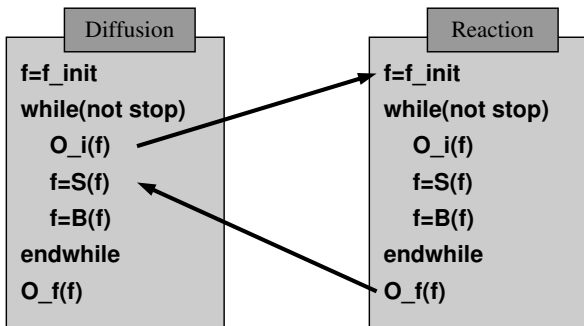 Diffusion
f=f_init
while(not stop)
O_i(f)
f=S(f)
f=B(f)
endwhile
O_f(f)
Reaction
f=f_init
while(not stop)
O_i(f)
f=S(f)
f=B(f)
endwhile
O_f(f)